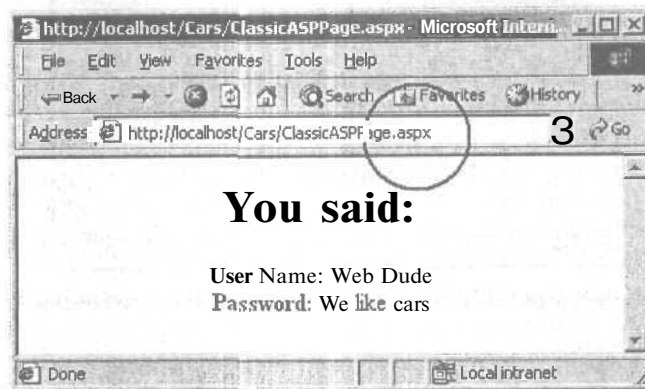 http://localhost/Cars/ClassicASPPage.aspx - Microsoft Intern...
File Edit View Favorites Tools Help
Back Search Favorites History »
Address http://localhost/Cars/ClassicASPPage.aspx 3 Go
You said:
User Name: Web Dude
Password: We like cars
Done Local intranet